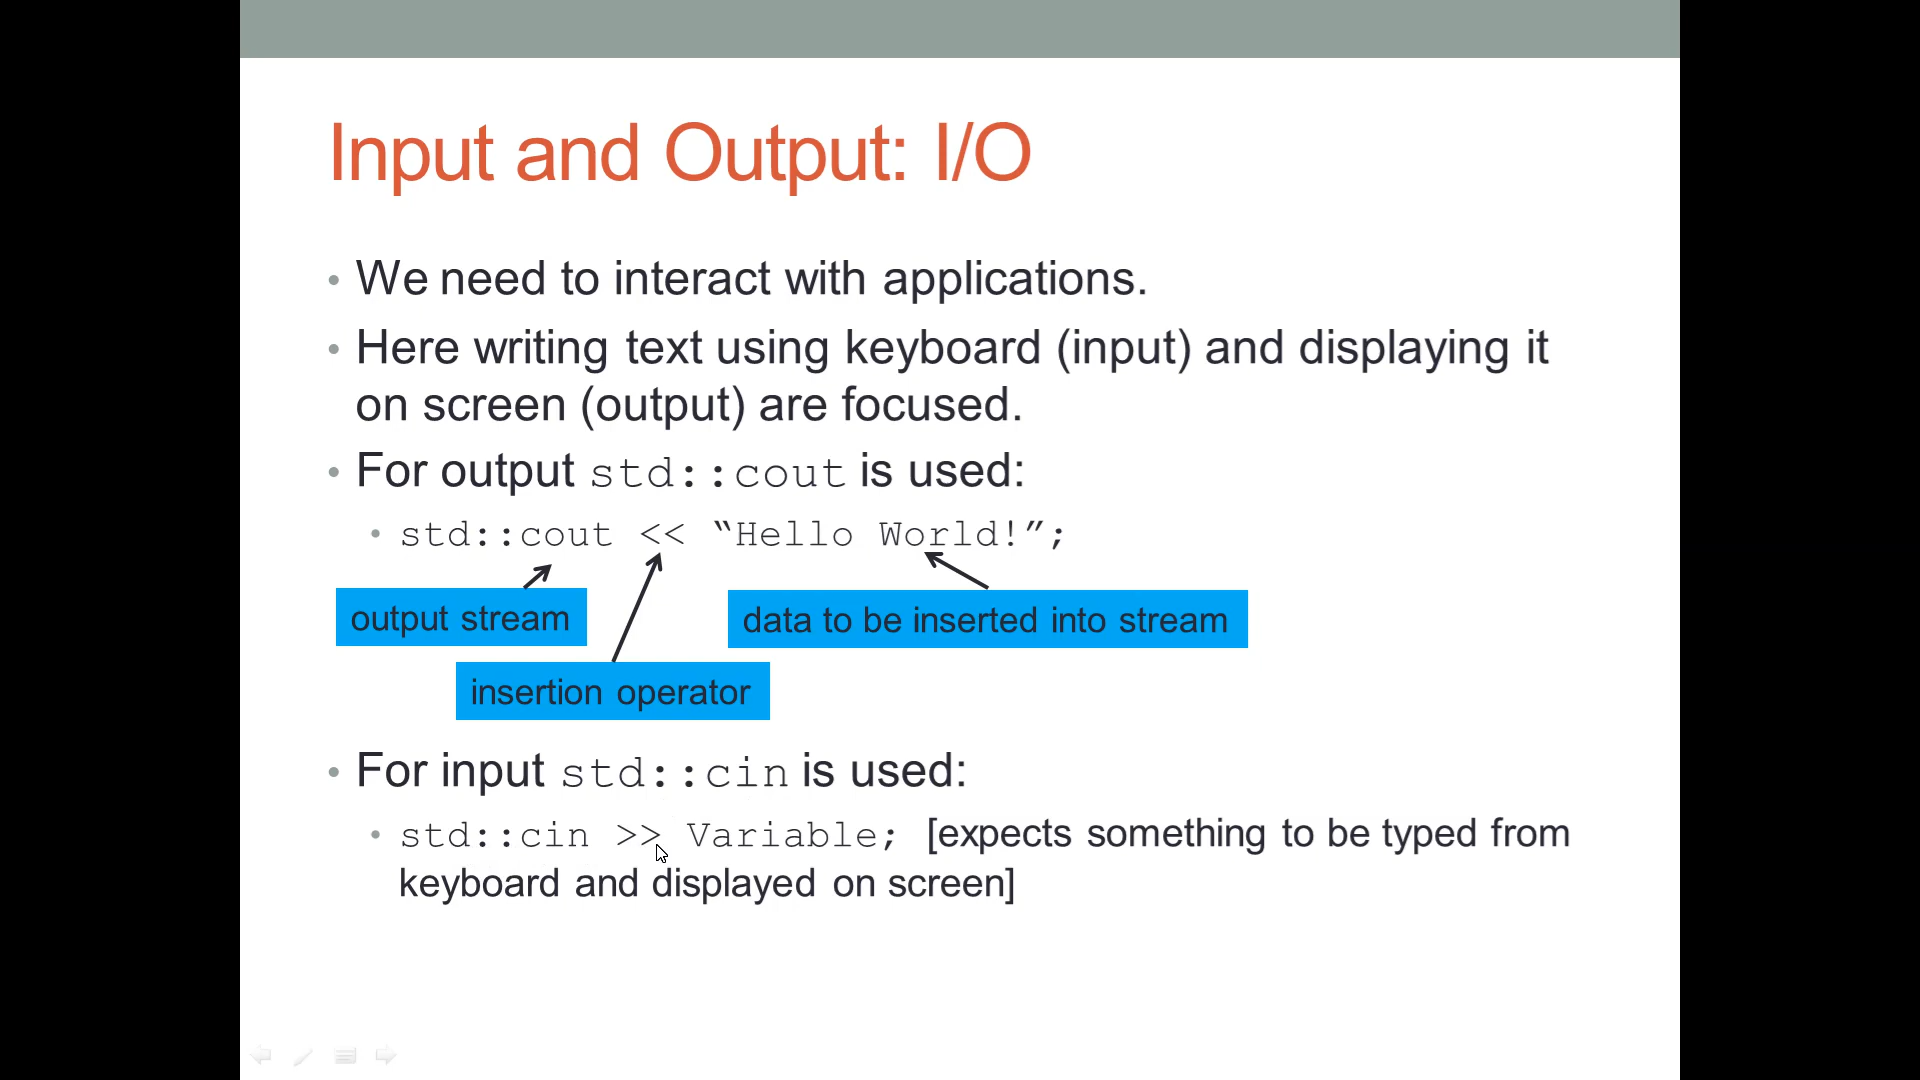 Input and Output: I/O
• We need to interact with applications.
• Here writing text using keyboard (input) and displaying it
on screen (output) are focused.
• For output std::cout is used:
• std::cout << “Hello World!”;
output stream
data to be inserted into stream
insertion operator
• For input std::cin is used:
• std::cin >> Variable; [expects something to be typed from
keyboard and displayed on screen]